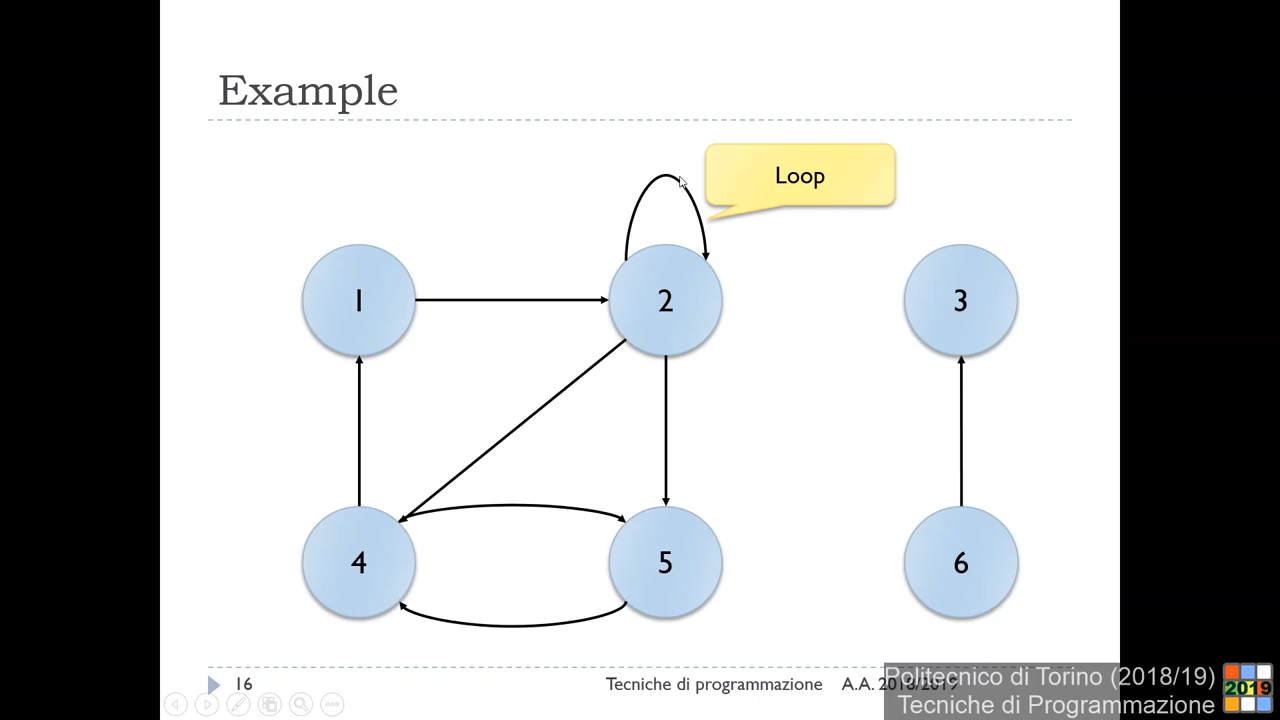 Example
Loop
1
2
3
4
5
6
16
Tecniche di programmazione A.A. 2018/2019
Politecnico di Torino (2018/19)
Tecniche di Programmazione
2019